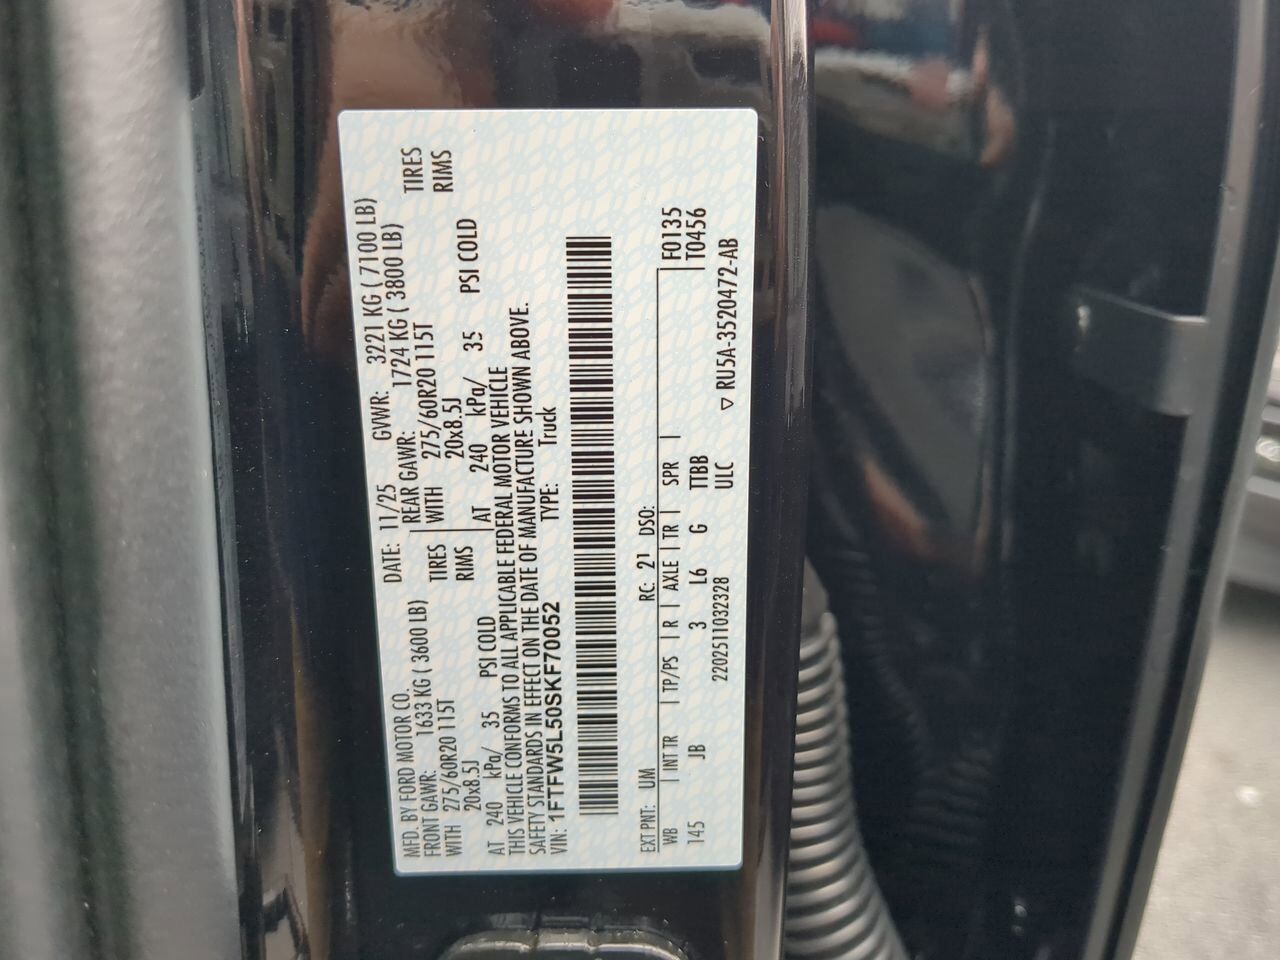 MFD. BY FORD MOTOR CO.
DATE: 11/25 GVWR: 3221 KG ( 7100 LB)
FRONT GAWR: 1633 KG ( 3600 LB) REAR GAWR: 1724 KG ( 3800 LB)
WITH 275/60R20 115T TIRES WITH 275/60R20 115T TIRES
20x8.5J RIMS 20x8.5J RIMS
AT 240 kPa/ 35 PSI COLD AT 240 kPa/ 35 PSI COLD
THIS VEHICLE CONFORMS TO ALL APPLICABLE FEDERAL MOTOR VEHICLE
SAFETY STANDARDS IN EFFECT ON THE DATE OF MANUFACTURE SHOWN ABOVE.
VIN: 1FTFW5L50SKF70052 TYPE: Truck
EXT PNT: UM RC: 21 DSO: F0135
WB | INT TR | TP/PS | R | AXLE | TR | SPR | T0456
145 JB 3 L6 G TTBB
2202511032328 ULC ▽ RU5A-3520472-AB